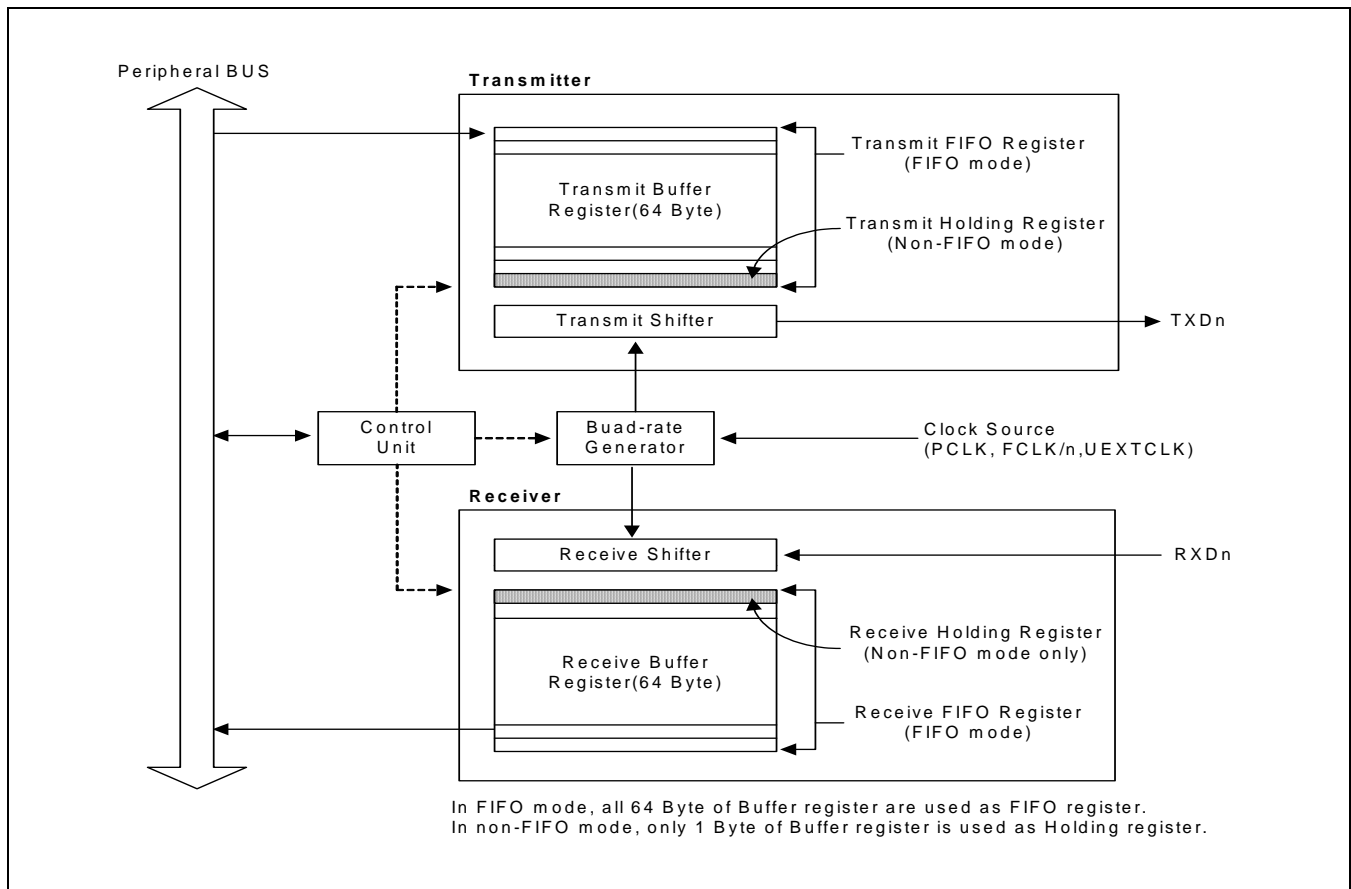 Peripheral BUS
Transmitter
Transmit FIFO Register
(FIFO mode)
Transmit Buffer
Register(64 Byte)
Transmit Holding Register
(Non-FIFO mode)
Transmit Shifter
TXDn
Control
Unit
Buad-rate
Generator
Clock Source
(PCLK, FCLK/n,UEXTCLK)
Receiver
Receive Shifter
RXDn
Receive Holding Register
(Non-FIFO mode only)
Receive Buffer
Register(64 Byte)
Receive FIFO Register
(FIFO mode)
In FIFO mode, all 64 Byte of Buffer register are used as FIFO register.
In non-FIFO mode, only 1 Byte of Buffer register is used as Holding register.